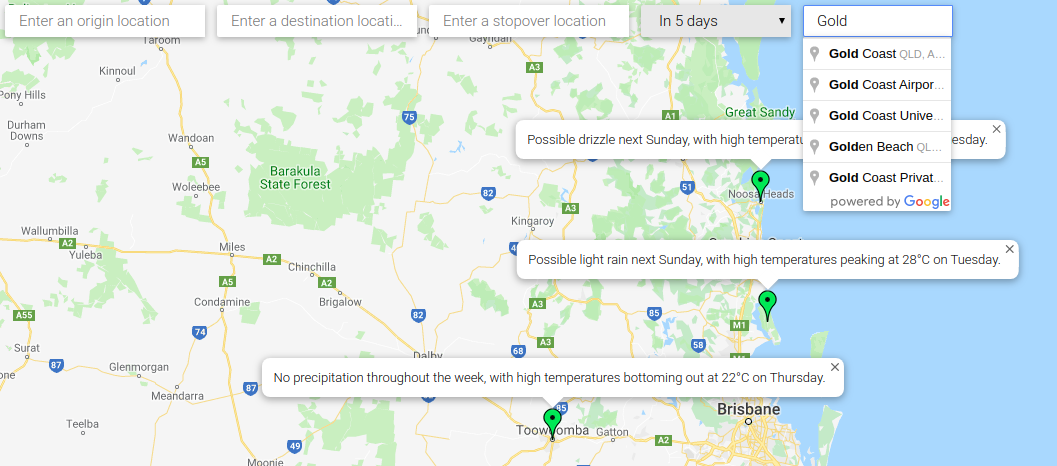 Enter an origin location
Enter a destination locati...
Enter a stopover location
In 5 days
Gold
Gold Coast QLD, A...
Gold Coast Airpor...
Gold Coast Unive...
Golden Beach QL...
Gold Coast Privat...
powered by Google
Taroom
Gayndah
A3
A1
Kinnoul
Pony Hills
75
Great Sandy
Durham
Downs
Possible drizzle next Sunday, with high temperatu
esday.
Wandoan
A5
Barakula
State Forest
Woleebee
82
51
Noosa Heads
A3
Kingaroy
Wallumbilla
A2
Yuleba
Miles
A2
Chinchilla
A2
Possible light rain next Sunday, with high temperatures peaking at 28°C on Tuesday.
A5
Condamine
Brigalow
A3
A55
82
85
M1
74
Surat
A3
58
87
Dalby
68
Glenmorgan
No precipitation throughout the week, with high temperatures bottoming out at 22°C on Thursday.
87
Meandarra
85
Brisbane
Teelba
Toowoomba
Gatton
A2
49
Moonie